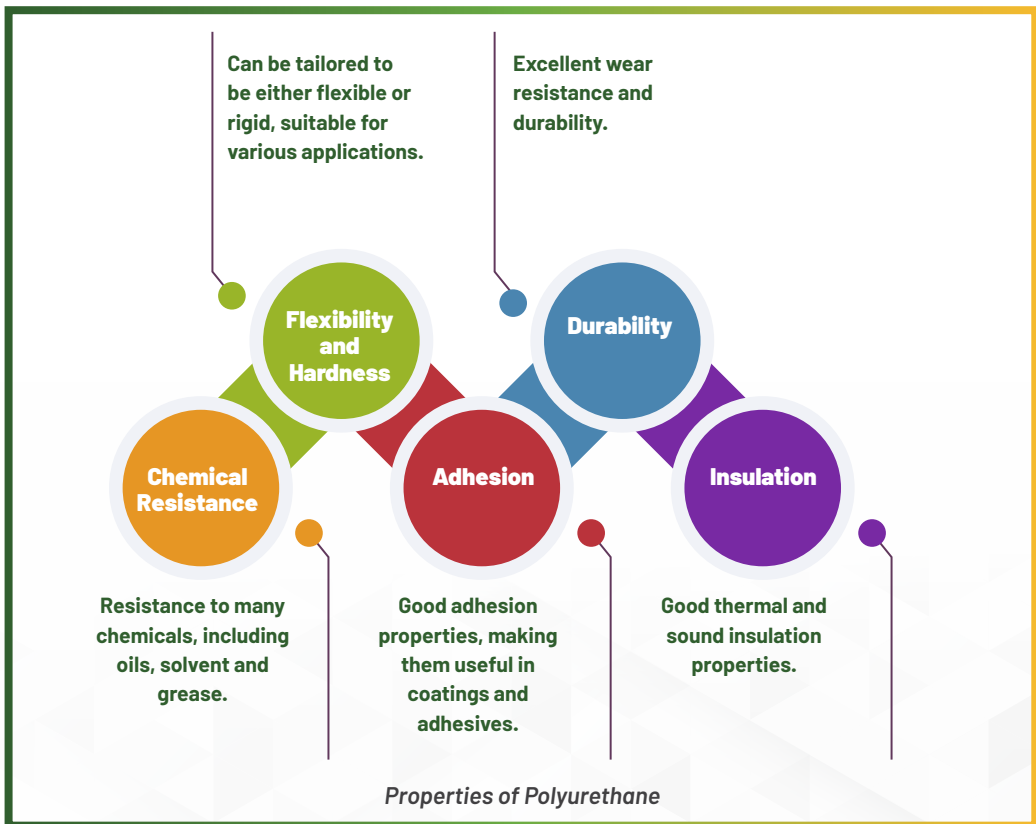 Can be tailored to
be either flexible or
rigid, suitable for
various applications.
Excellent wear
resistance and
durability.
Flexibility
and
Hardness
Durability
Chemical
Resistance
Adhesion
Insulation
Resistance to many
chemicals, including
oils, solvent and
grease.
Good adhesion
properties, making
them useful in
coatings and
adhesives.
Good thermal and
sound insulation
properties.
Properties of Polyurethane